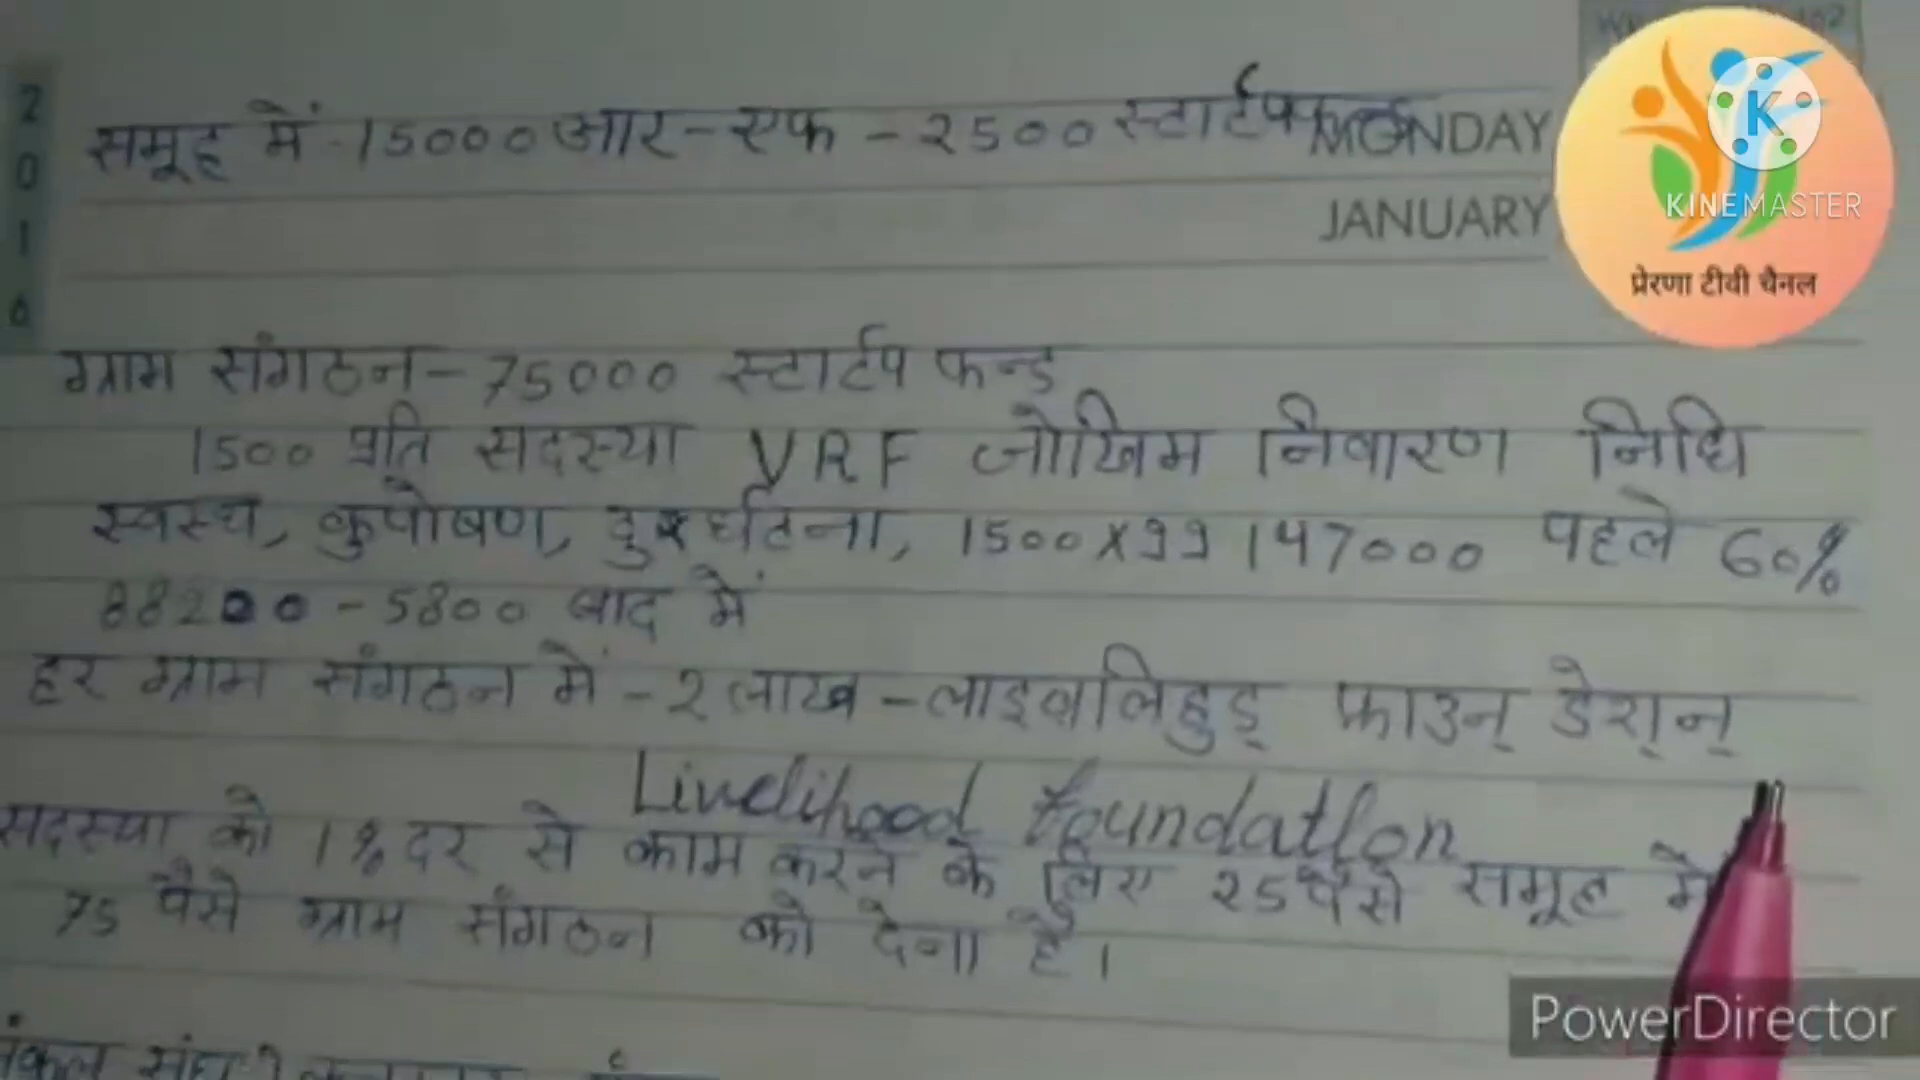 2016
समूह में -15000 आर-एफ - 2500 स्टार्टप फन्ड
MONDAY
JANUARY
K
KINEMASTER
प्रेरणा टीवी चैनल
ग्राम संगठन - 75000 स्टार्टप फन्ड
1500 प्रति सदस्या VRF जोखिम निवारण निधि
स्वस्थ, कुपोषण, दुरर्घटना, 1500X99 147000 पहले 60%
88200 - 5800 बाद में
हर ग्राम संगठन में - 2 लाख - लाइवलिहुड् फाउन् डेशन्
Livelihood foundation
सदस्या को 1% दर से काम करने के लिए 25 पैसे समूह में
75 पैसे ग्राम संगठन को देना है।
PowerDirector